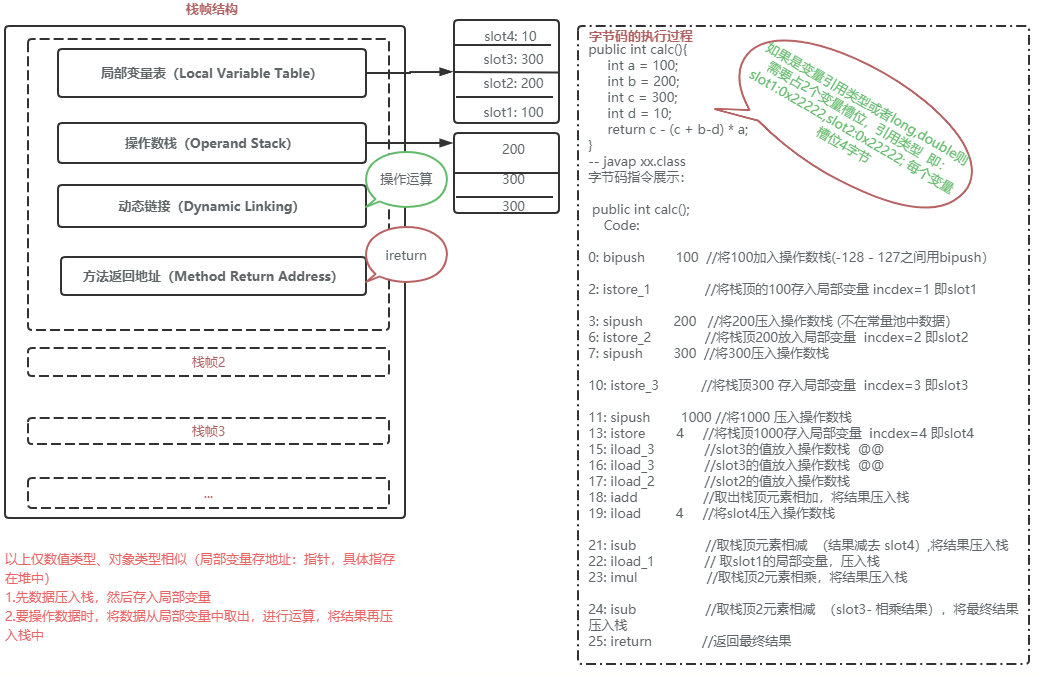 栈帧结构
局部变量表（Local Variable Table）
操作数栈（Operand Stack）
动态链接（Dynamic Linking）
方法返回地址（Method Return Address）
slot4: 10
slot3: 300
slot2: 200
slot1: 100
200
300
300
操作运算
ireturn
栈帧2
栈帧3
...
以上仅数值类型、对象类型相似（局部变量存地址：指针，具体指存
在堆中）
1.先数据压入栈，然后存入局部变量
2.要操作数据时，将数据从局部变量中取出，进行运算，将结果再压
入栈中
字节码的执行过程
public int calc(){
int a = 100;
int b = 200;
int c = 300;
int d = 10;
return c - (c + b-d) * a;
}
-- javap xx.class
字节码指令展示：
如果是变量引用类型或者long,double则
需要占2个变量槽位，引用类型 即：
slot1:0x22222,slot2:0x22222; 每个变量
槽位4字节
public int calc();
Code:
0: bipush 100 //将100加入操作数栈(-128 - 127之间用bipush)
2: istore_1 //将栈顶的100存入局部变量 incdex=1 即slot1
3: sipush 200 //将200压入操作数栈 (不在常量池中数据)
6: istore_2 //将栈顶200放入局部变量 incdex=2 即slot2
7: sipush 300 //将300压入操作数栈
10: istore_3 //将栈顶300 存入局部变量 incdex=3 即slot3
11: sipush 1000 //将1000 压入操作数栈
13: istore 4 //将栈顶1000存入局部变量 incdex=4 即slot4
15: iload_3 //slot3的值放入操作数栈 @@
16: iload_3 //slot3的值放入操作数栈 @@
17: iload_2 //slot2的值放入操作数栈
18: iadd //取出栈顶元素相加，将结果压入栈
19: iload 4 //将slot4压入操作数栈
21: isub //取栈顶元素相减 （结果减去 slot4）,将结果压入栈
22: iload_1 // 取slot1的局部变量，压入栈
23: imul //取栈顶2元素相乘，将结果压入栈
24: isub //取栈顶2元素相减 （slot3- 相乘结果），将最终结果
压入栈
25: ireturn //返回最终结果